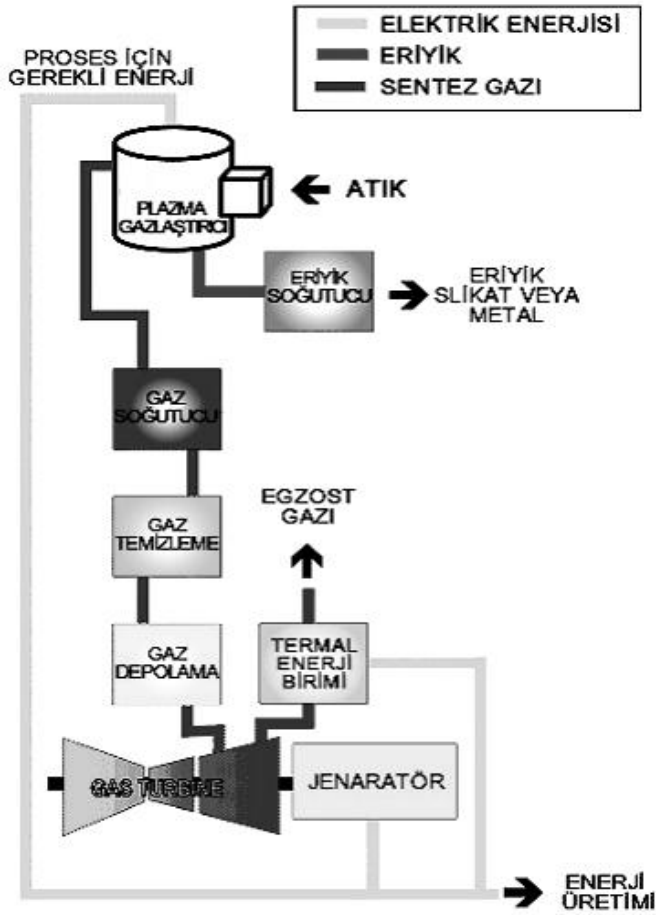 ELEKTRİK ENERJİSİ
ERİYİK
SENTEZ GAZI
PROSES İÇİN
GEREKLİ ENERJİ
PLAZMA
GAZLAŞTIRICI
ATIK
ERİYİK
SOĞUTUCU
ERİYİK
SLİKAT VEYA
METAL
GAZ
SOĞUTUCU
GAZ
TEMİZLEME
EGZOST
GAZI
GAZ
DEPOLAMA
TERMAL
ENERJİ
BİRİMİ
GAS TURBINE
JENARATÖR
ENERJİ
ÜRETİMİ